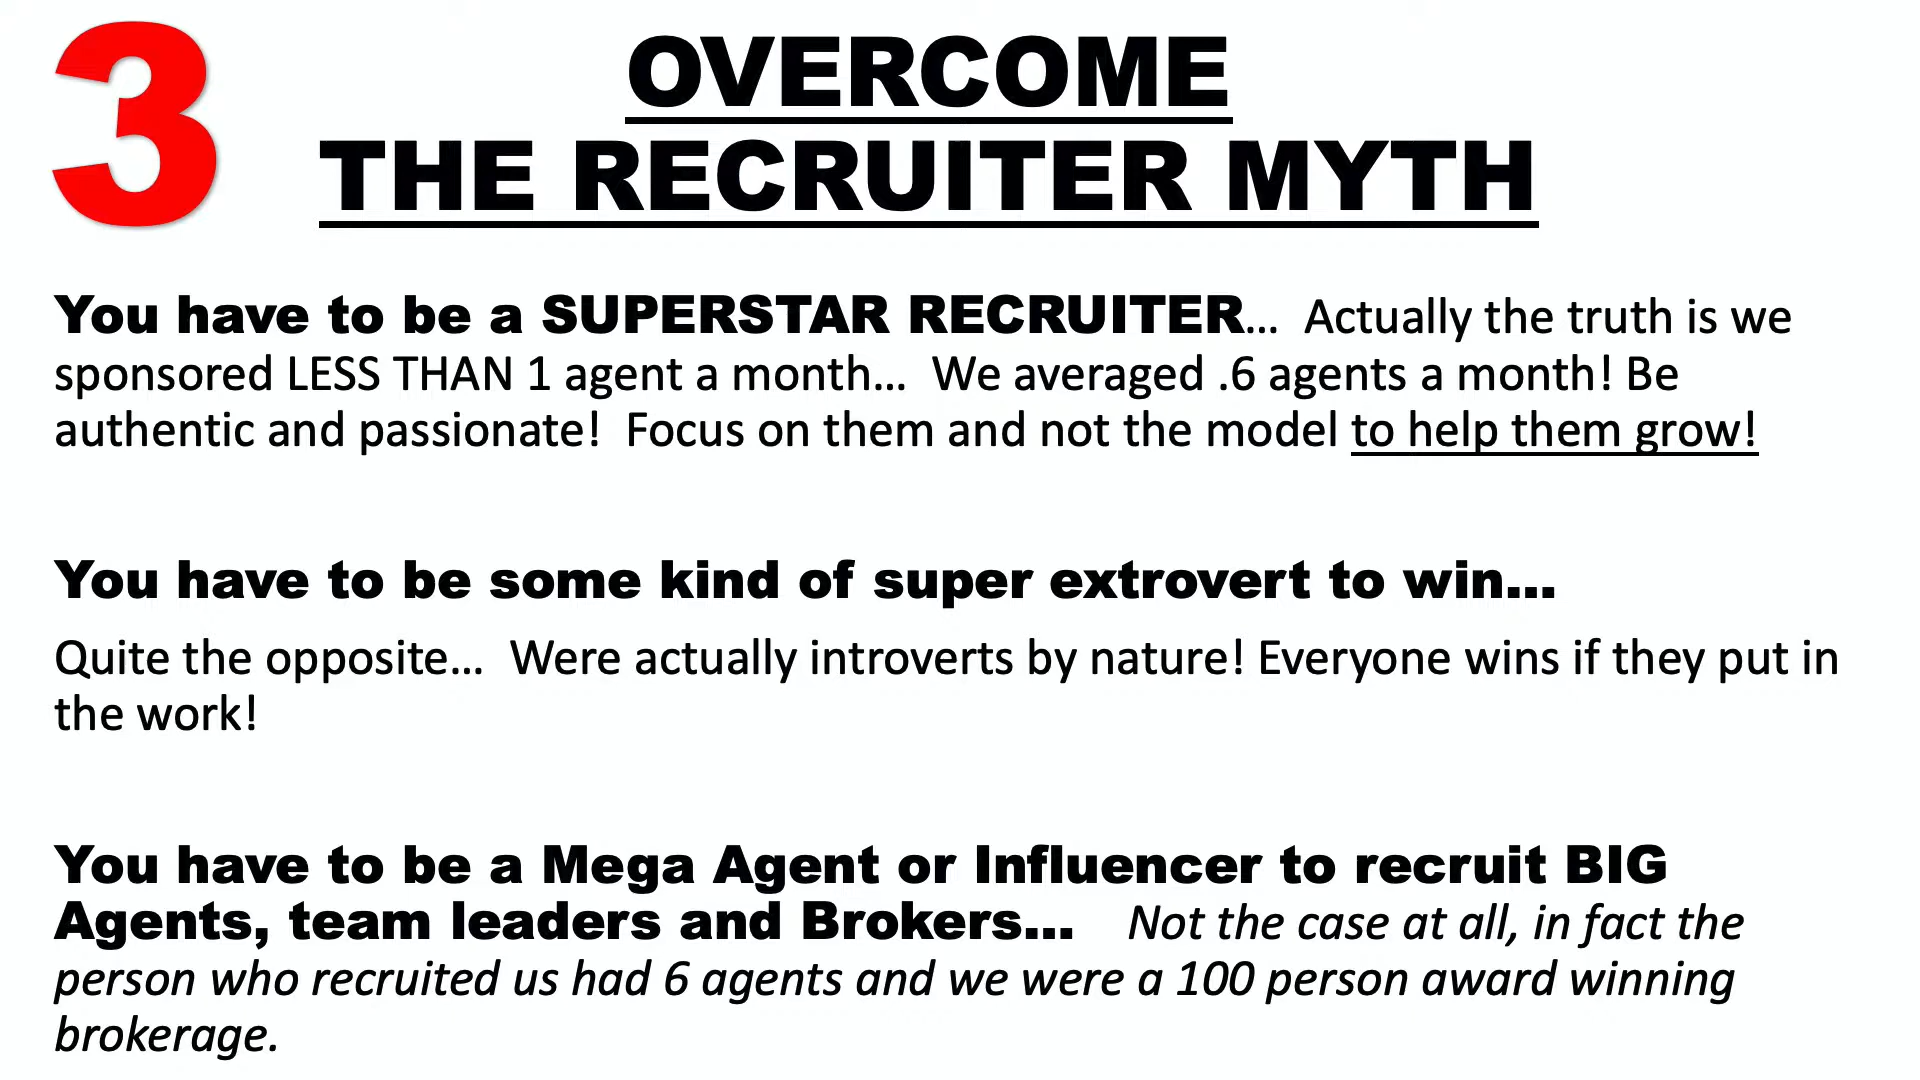 3
OVERCOME
THE RECRUITER MYTH
You have to be a SUPERSTAR RECRUITER… Actually the truth is we
sponsored LESS THAN 1 agent a month… We averaged .6 agents a month! Be
authentic and passionate! Focus on them and not the model to help them grow!
You have to be some kind of super extrovert to win…
Quite the opposite… Were actually introverts by nature! Everyone wins if they put in
the work!
You have to be a Mega Agent or Influencer to recruit BIG
Agents, team leaders and Brokers… Not the case at all, in fact the
person who recruited us had 6 agents and we were a 100 person award winning
brokerage.